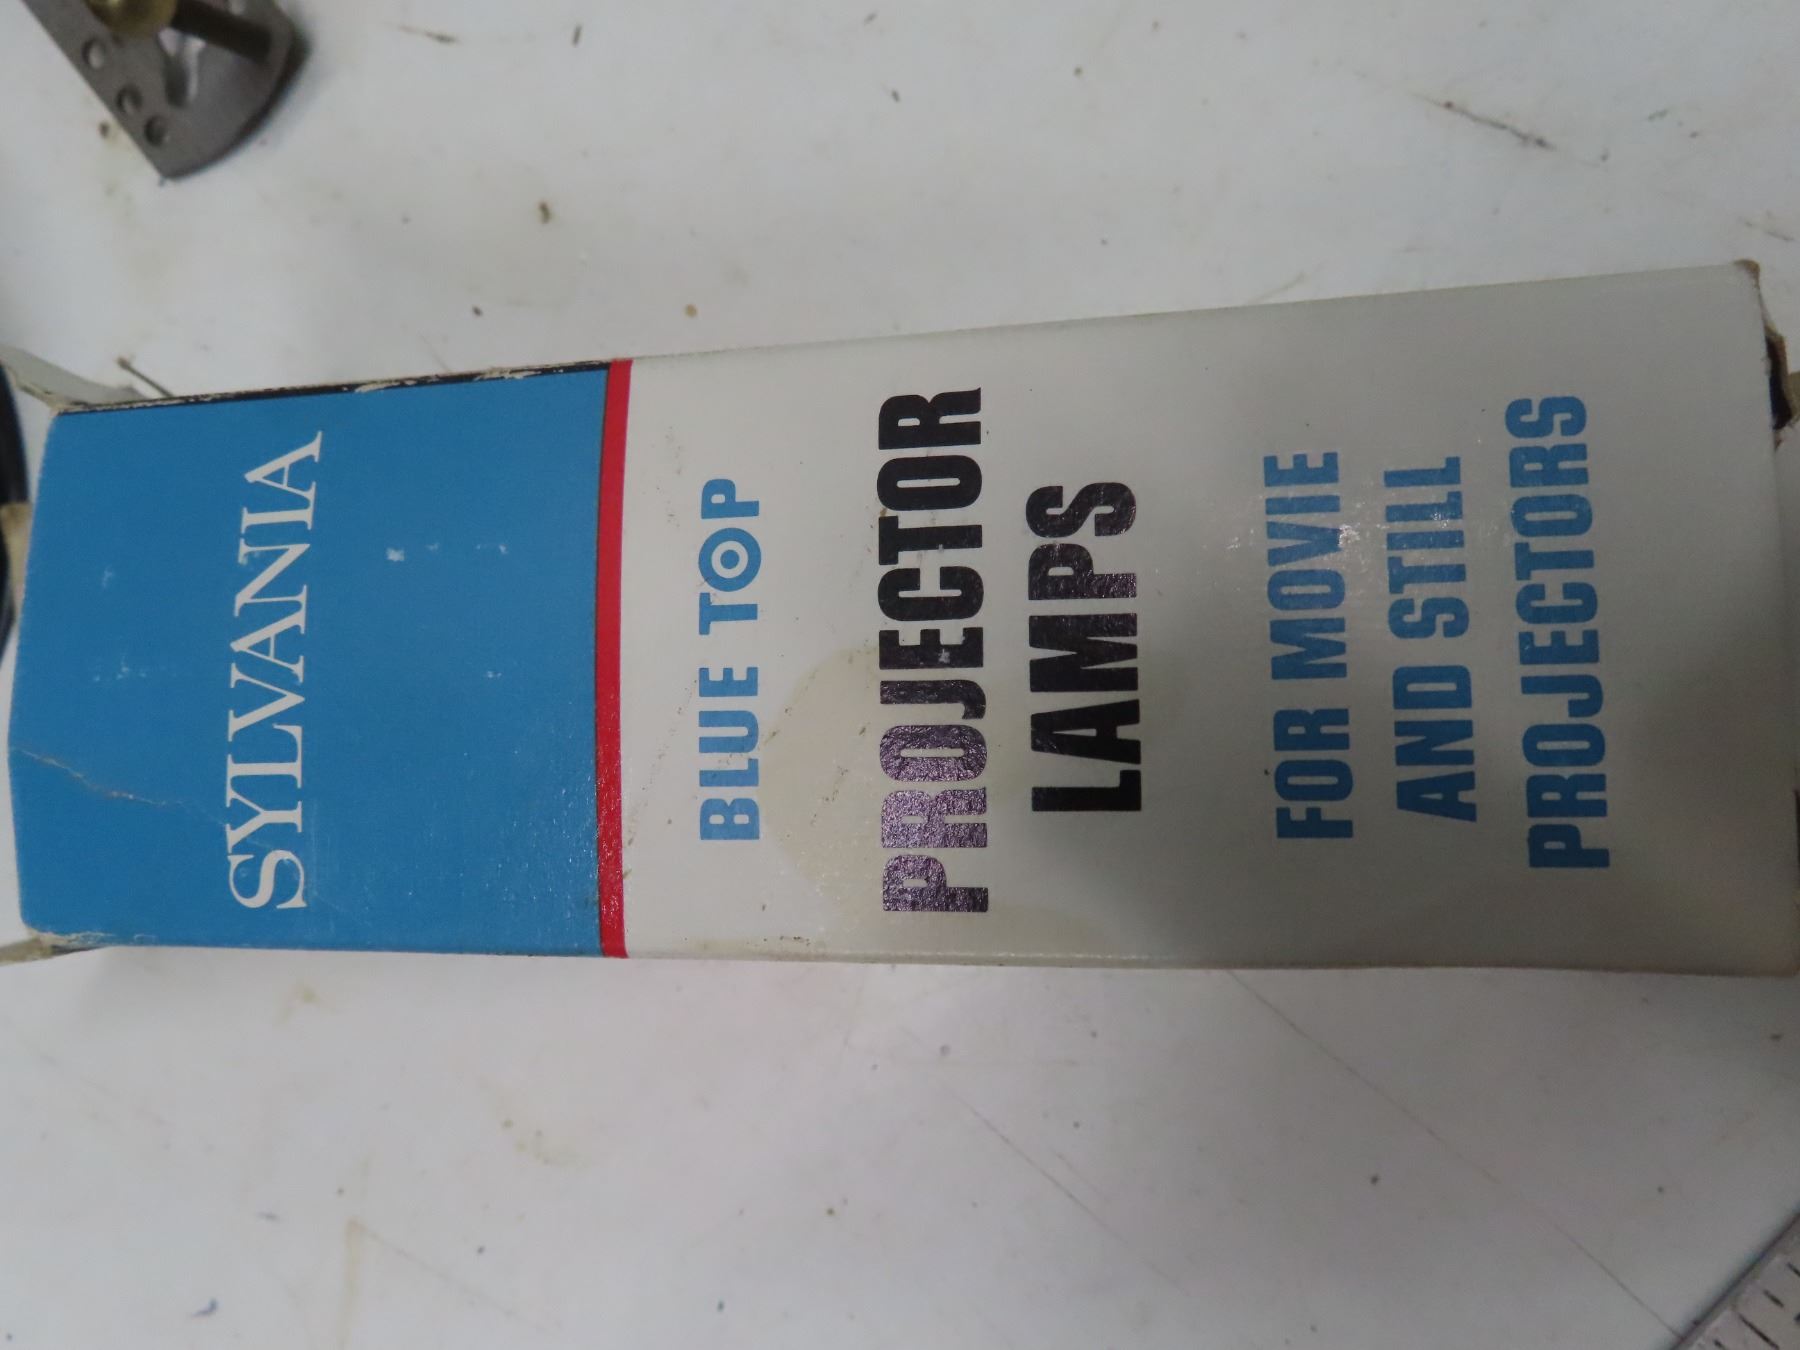 SYLVANIA
BLUE TOP
PROJECTOR
LAMPS
FOR MOVIE
AND STILL
PROJECTORS